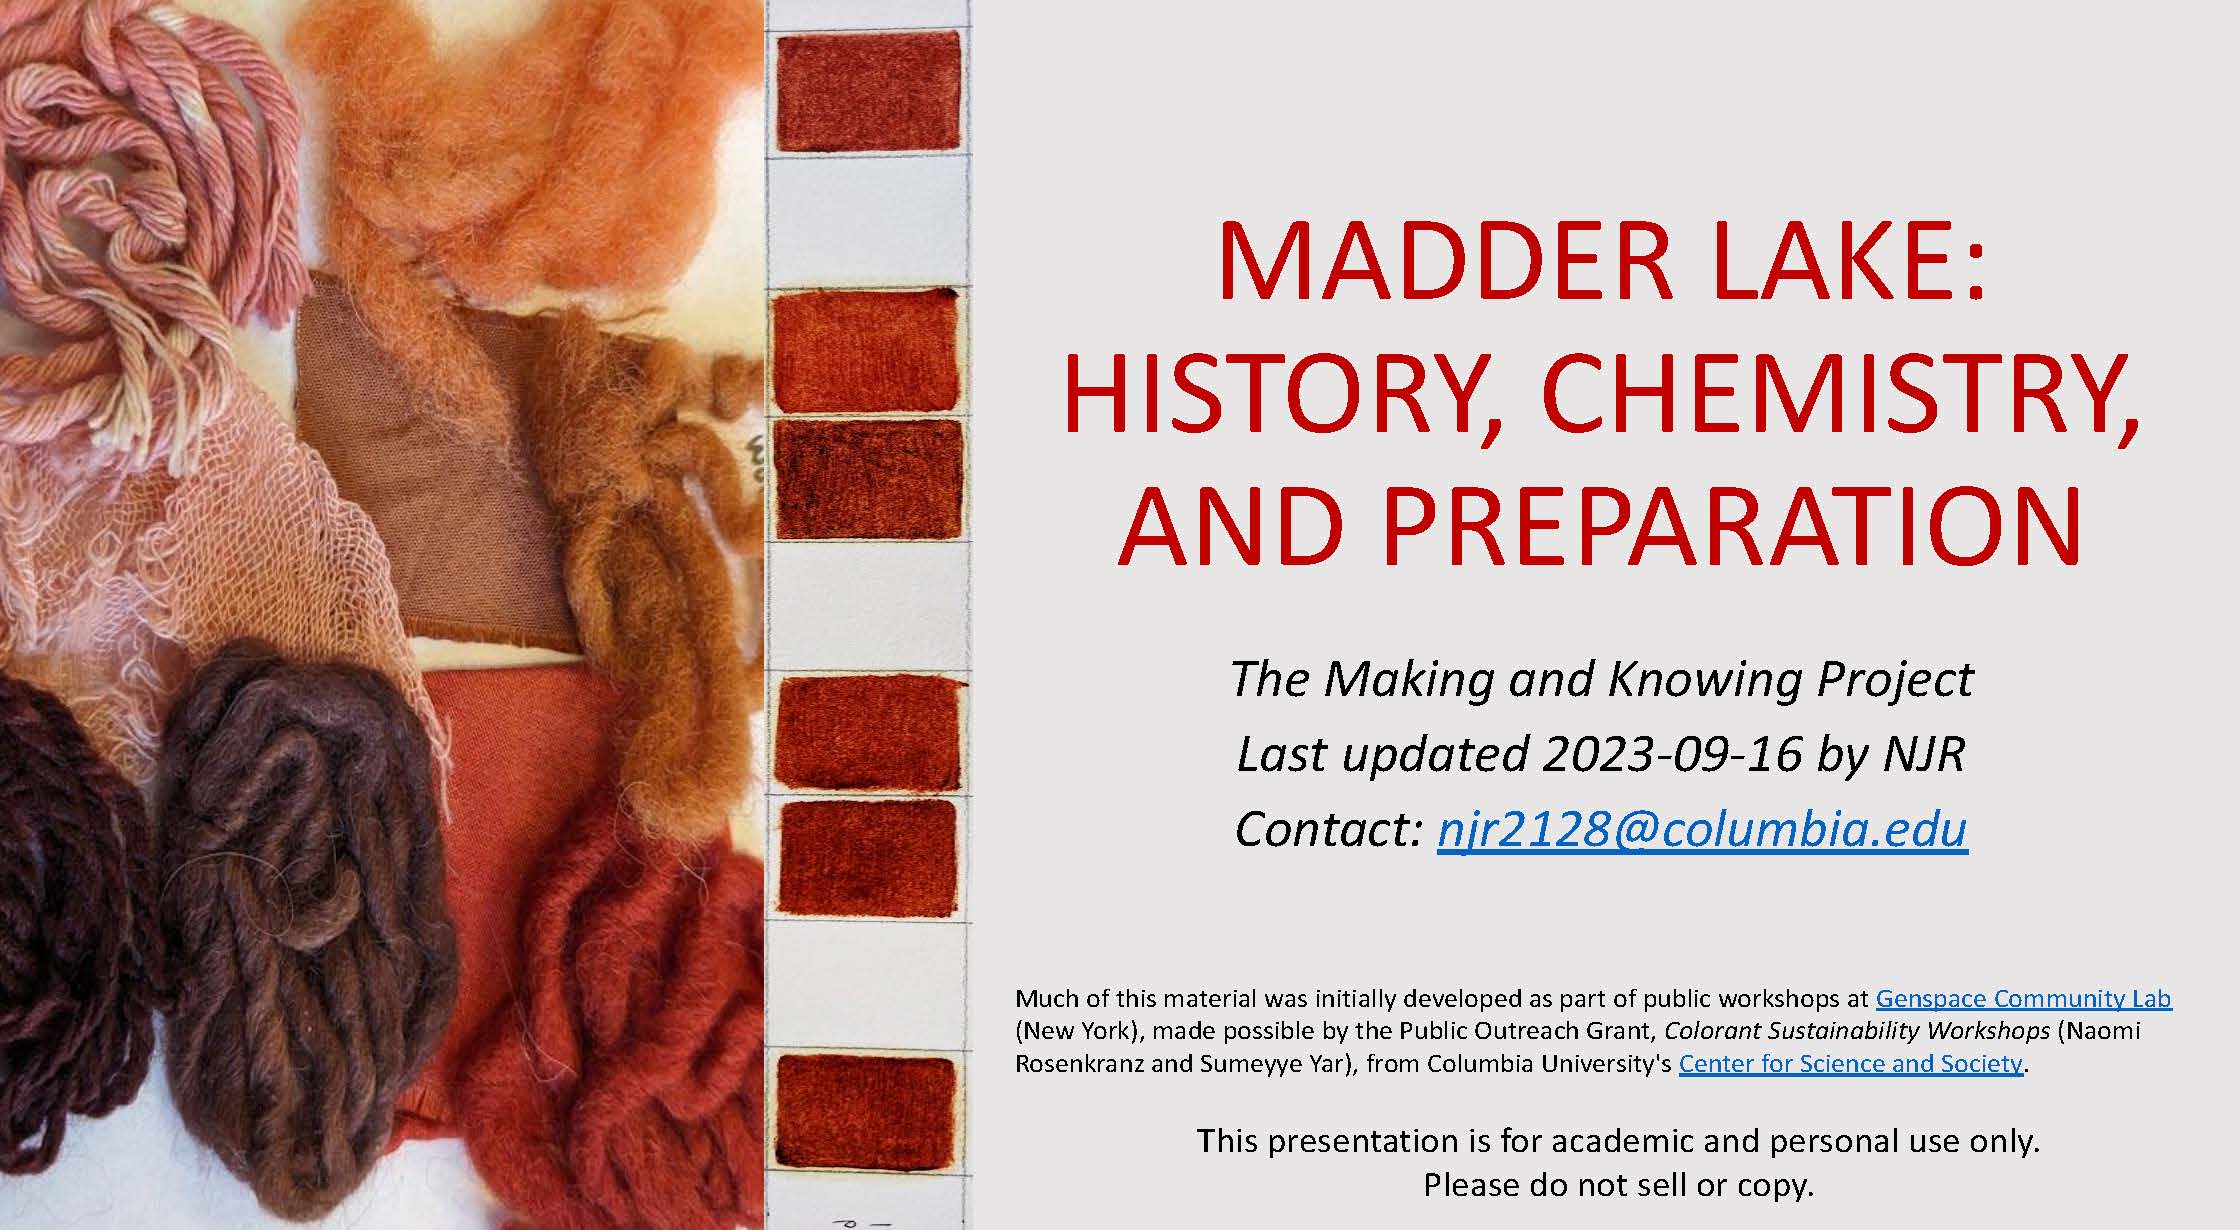 MADDER LAKE:
HISTORY, CHEMISTRY,
AND PREPARATION
The Making and Knowing Project
Last updated 2023-09-16 by NJR
Contact: njr2128@columbia.edu
Much of this material was initially developed as part of public workshops at Genspace Community Lab
(New York), made possible by the Public Outreach Grant, Colorant Sustainability Workshops (Naomi
Rosenkranz and Sumeyye Yar), from Columbia University's Center for Science and Society.
This presentation is for academic and personal use only.
Please do not sell or copy.